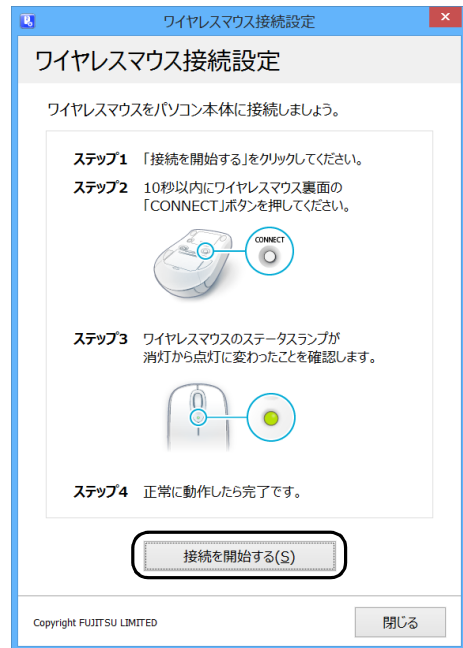 ワイヤレスマウス接続設定
ワイヤレスマウス接続設定
ワイヤレスマウスをパソコン本体に接続しましょう。
ステップ1 「接続を開始する」をクリックしてください。
ステップ2 10秒以内にワイヤレスマウス裏面の
「CONNECT」ボタンを押してください。
CONNECT
ステップ3 ワイヤレスマウスのステータスランプが
消灯から点灯に変わったことを確認します。
ステップ4 正常に動作したら完了です。
接続を開始する(S)
Copyright FUJITSU LIMITED
閉じる